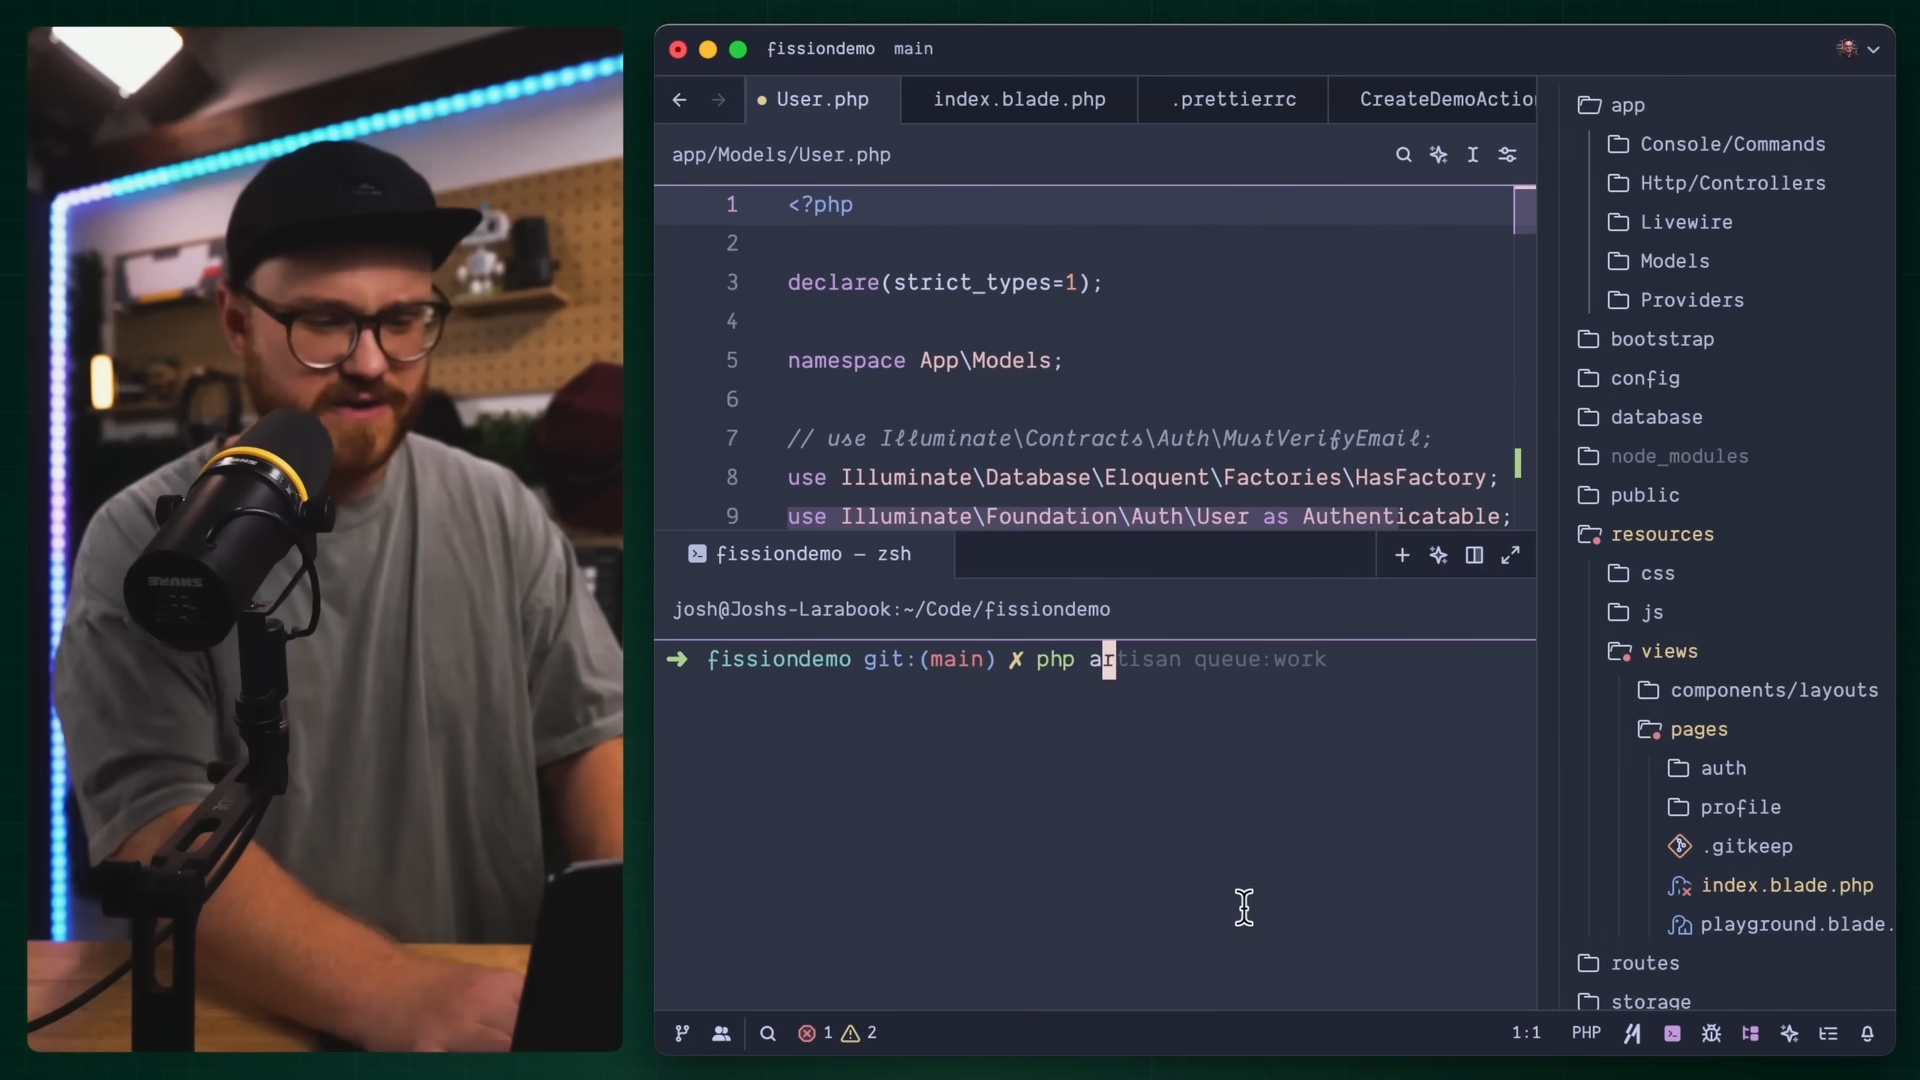 fissiondemo main
User.php index.blade.php .prettierrc CreateDemoActio
app/Models/User.php
1 <?php
2
3 declare(strict_types=1);
4
5 namespace App\Models;
6
7 // use Illuminate\Contracts\Auth\MustVerifyEmail;
8 use Illuminate\Database\Eloquent\Factories\HasFactory;
9 use Illuminate\Foundation\Auth\User as Authenticatable;
fissiondemo — zsh
josh@Joshs-Larabook:~/Code/fissiondemo
➜ fissiondemo git:(main) ✗ php artisan queue:work
1 2
1:1 PHP
app
Console/Commands
Http/Controllers
Livewire
Models
Providers
bootstrap
config
database
node_modules
public
resources
css
js
views
components/layouts
pages
auth
profile
.gitkeep
index.blade.php
playground.blade.
routes
storage
SHURE